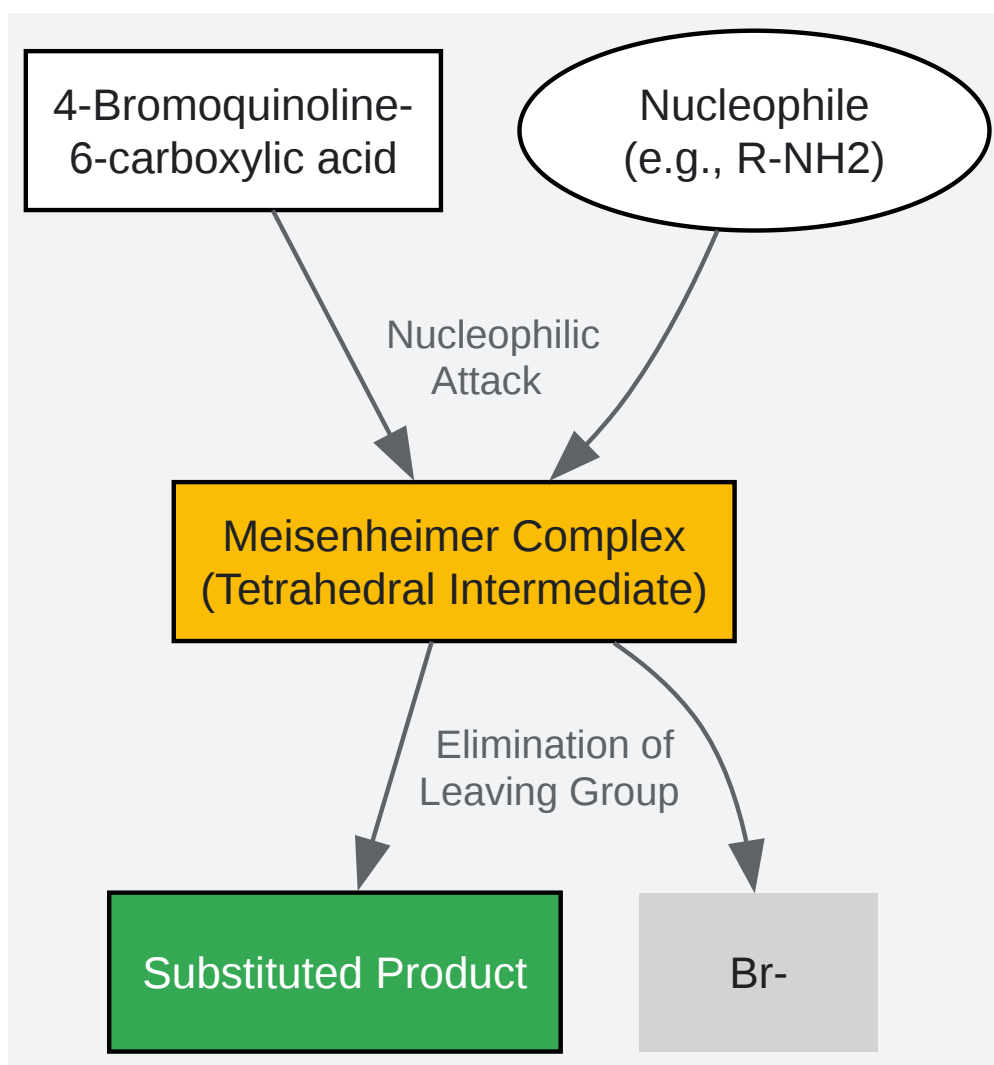 4-Bromoquinoline-
6-carboxylic acid
Nucleophile
(e.g., R-NH2)
Nucleophilic
Attack
Meisenheimer Complex
(Tetrahedral Intermediate)
Elimination of
Leaving Group
Substituted Product
Br-